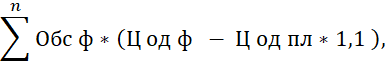 n
∑ Обс ф ∗ (Ц од ф − Ц од пл ∗ 1,1 ),